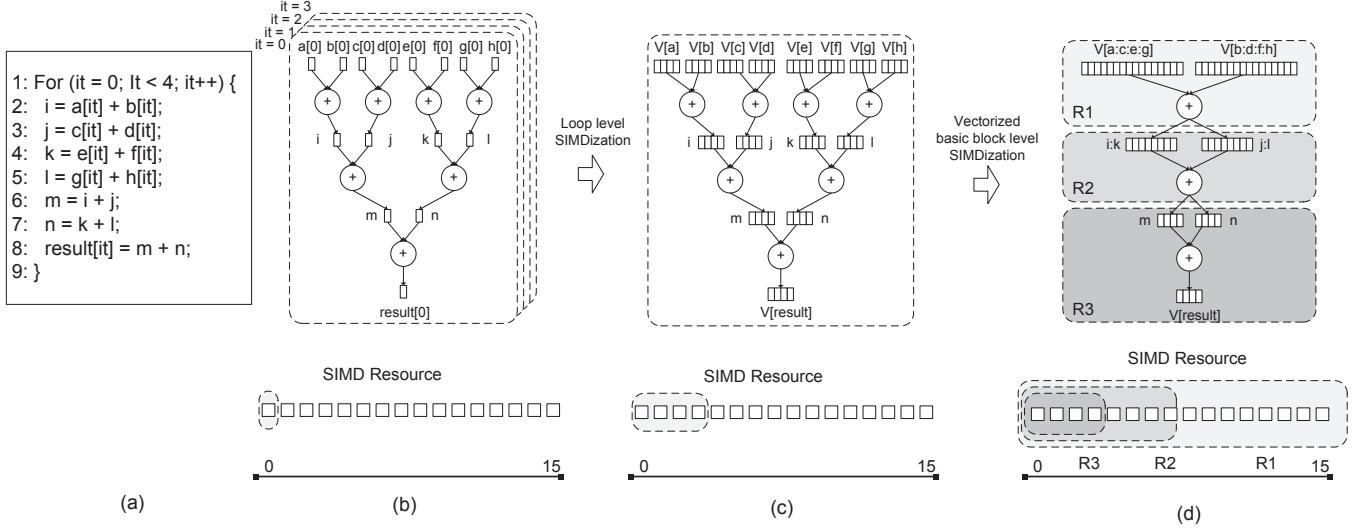 1: For (it = 0; It < 4; it++) {
2: i = a[it] + b[it];
3: j = c[it] + d[it];
4: k = e[it] + f[it];
5: l = g[it] + h[it];
6: m = i + j;
7: n = k + l;
8: result[it] = m + n;
9: }
(a)
it = 3
it = 2
it = 1
it = 0
a[0] b[0] c[0] d[0] e[0] f[0] g[0] h[0]
+ + + +
i j k l
+ +
m n
+
result[0]
SIMD Resource
0 15
(b)
Loop level
SIMDization
V[a] V[b] V[c] V[d] V[e] V[f] V[g] V[h]
+ + + +
i j k l
+ +
m n
+
V[result]
SIMD Resource
0 15
(c)
Vectorized
basic block level
SIMDization
V[a:c:e:g] V[b:d:f:h]
+
R1
i:k j:l
+
R2
m n
+
R3
V[result]
SIMD Resource
0 R3 R2 R1 15
(d)